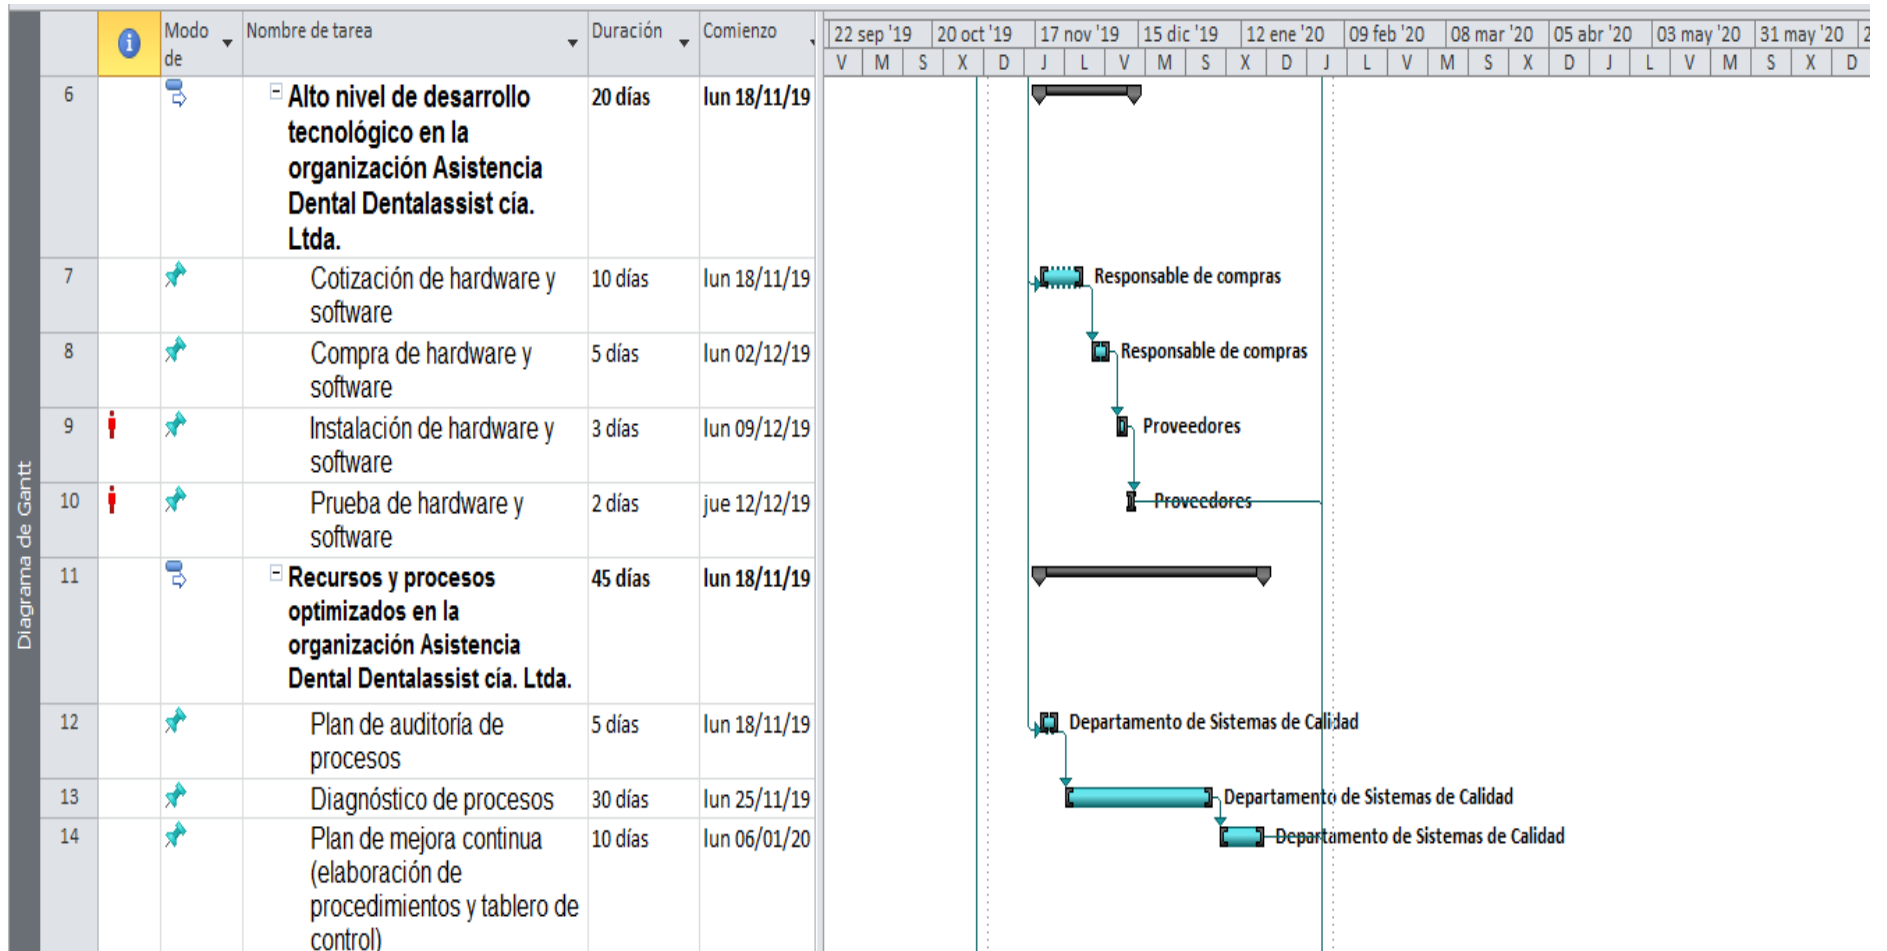 Modo de
Nombre de tarea
Duración
Comienzo
22 sep '19
20 oct '19
17 nov '19
15 dic '19
12 ene '20
09 feb '20
08 mar '20
05 abr '20
03 may '20
31 may '20
2
V M S X D J L V M S X D J L V M S X D J L V M S X D
6
Alto nivel de desarrollo
tecnológico en la
organización Asistencia
Dental Dentalassist cía.
Ltda.
20 días
lun 18/11/19
7
Cotización de hardware y
software
10 días
lun 18/11/19
Responsable de compras
8
Compra de hardware y
software
5 días
lun 02/12/19
Responsable de compras
9
Instalación de hardware y
software
3 días
lun 09/12/19
Proveedores
10
Prueba de hardware y
software
2 días
jue 12/12/19
Proveedores
11
Recursos y procesos
optimizados en la
organización Asistencia
Dental Dentalassist cía. Ltda.
45 días
lun 18/11/19
12
Plan de auditoría de
procesos
5 días
lun 18/11/19
Departamento de Sistemas de Calidad
13
Diagnóstico de procesos
30 días
lun 25/11/19
Departamento de Sistemas de Calidad
14
Plan de mejora continua
(elaboración de
procedimientos y tablero de
control)
10 días
lun 06/01/20
Departamento de Sistemas de Calidad
Diagrama de Gantt